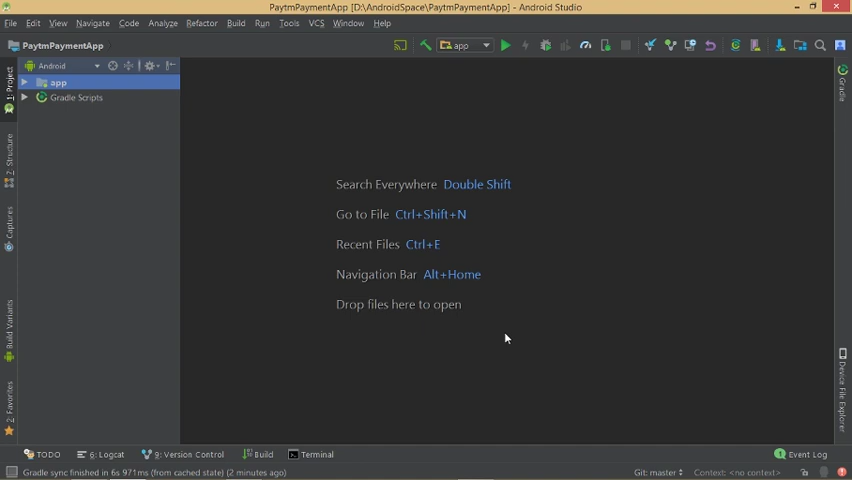 PaytmPaymentApp [D:\AndroidSpace\PaytmPaymentApp] - Android Studio
File Edit View Navigate Code Analyze Refactor Build Run Tools VCS Window Help
PaytmPaymentApp
app
Android
1: Project
app
Gradle Scripts
Gradle
7: Structure
Captures
Search Everywhere Double Shift
Go to File Ctrl+Shift+N
Recent Files Ctrl+E
Navigation Bar Alt+Home
Drop files here to open
Build Variants
2: Favorites
Device File Explorer
TODO 6: Logcat 9: Version Control Build Terminal
1 Event Log
Gradle sync finished in 6s 971ms (from cached state) (2 minutes ago)
Git: master Context: <no context>